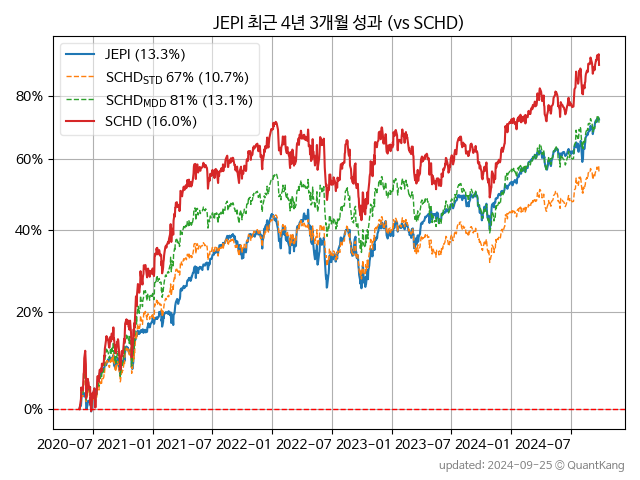 JEPI 최근 4년 3개월 성과 (vs SCHD)
JEPI (13.3%)
SCHD_STD 67% (10.7%)
SCHD_MDD 81% (13.1%)
SCHD (16.0%)
80%
60%
40%
20%
0%
2020-07 2021-01 2021-07 2022-01 2022-07 2023-01 2023-07 2024-01 2024-07
updated: 2024-09-25 © QuantKang